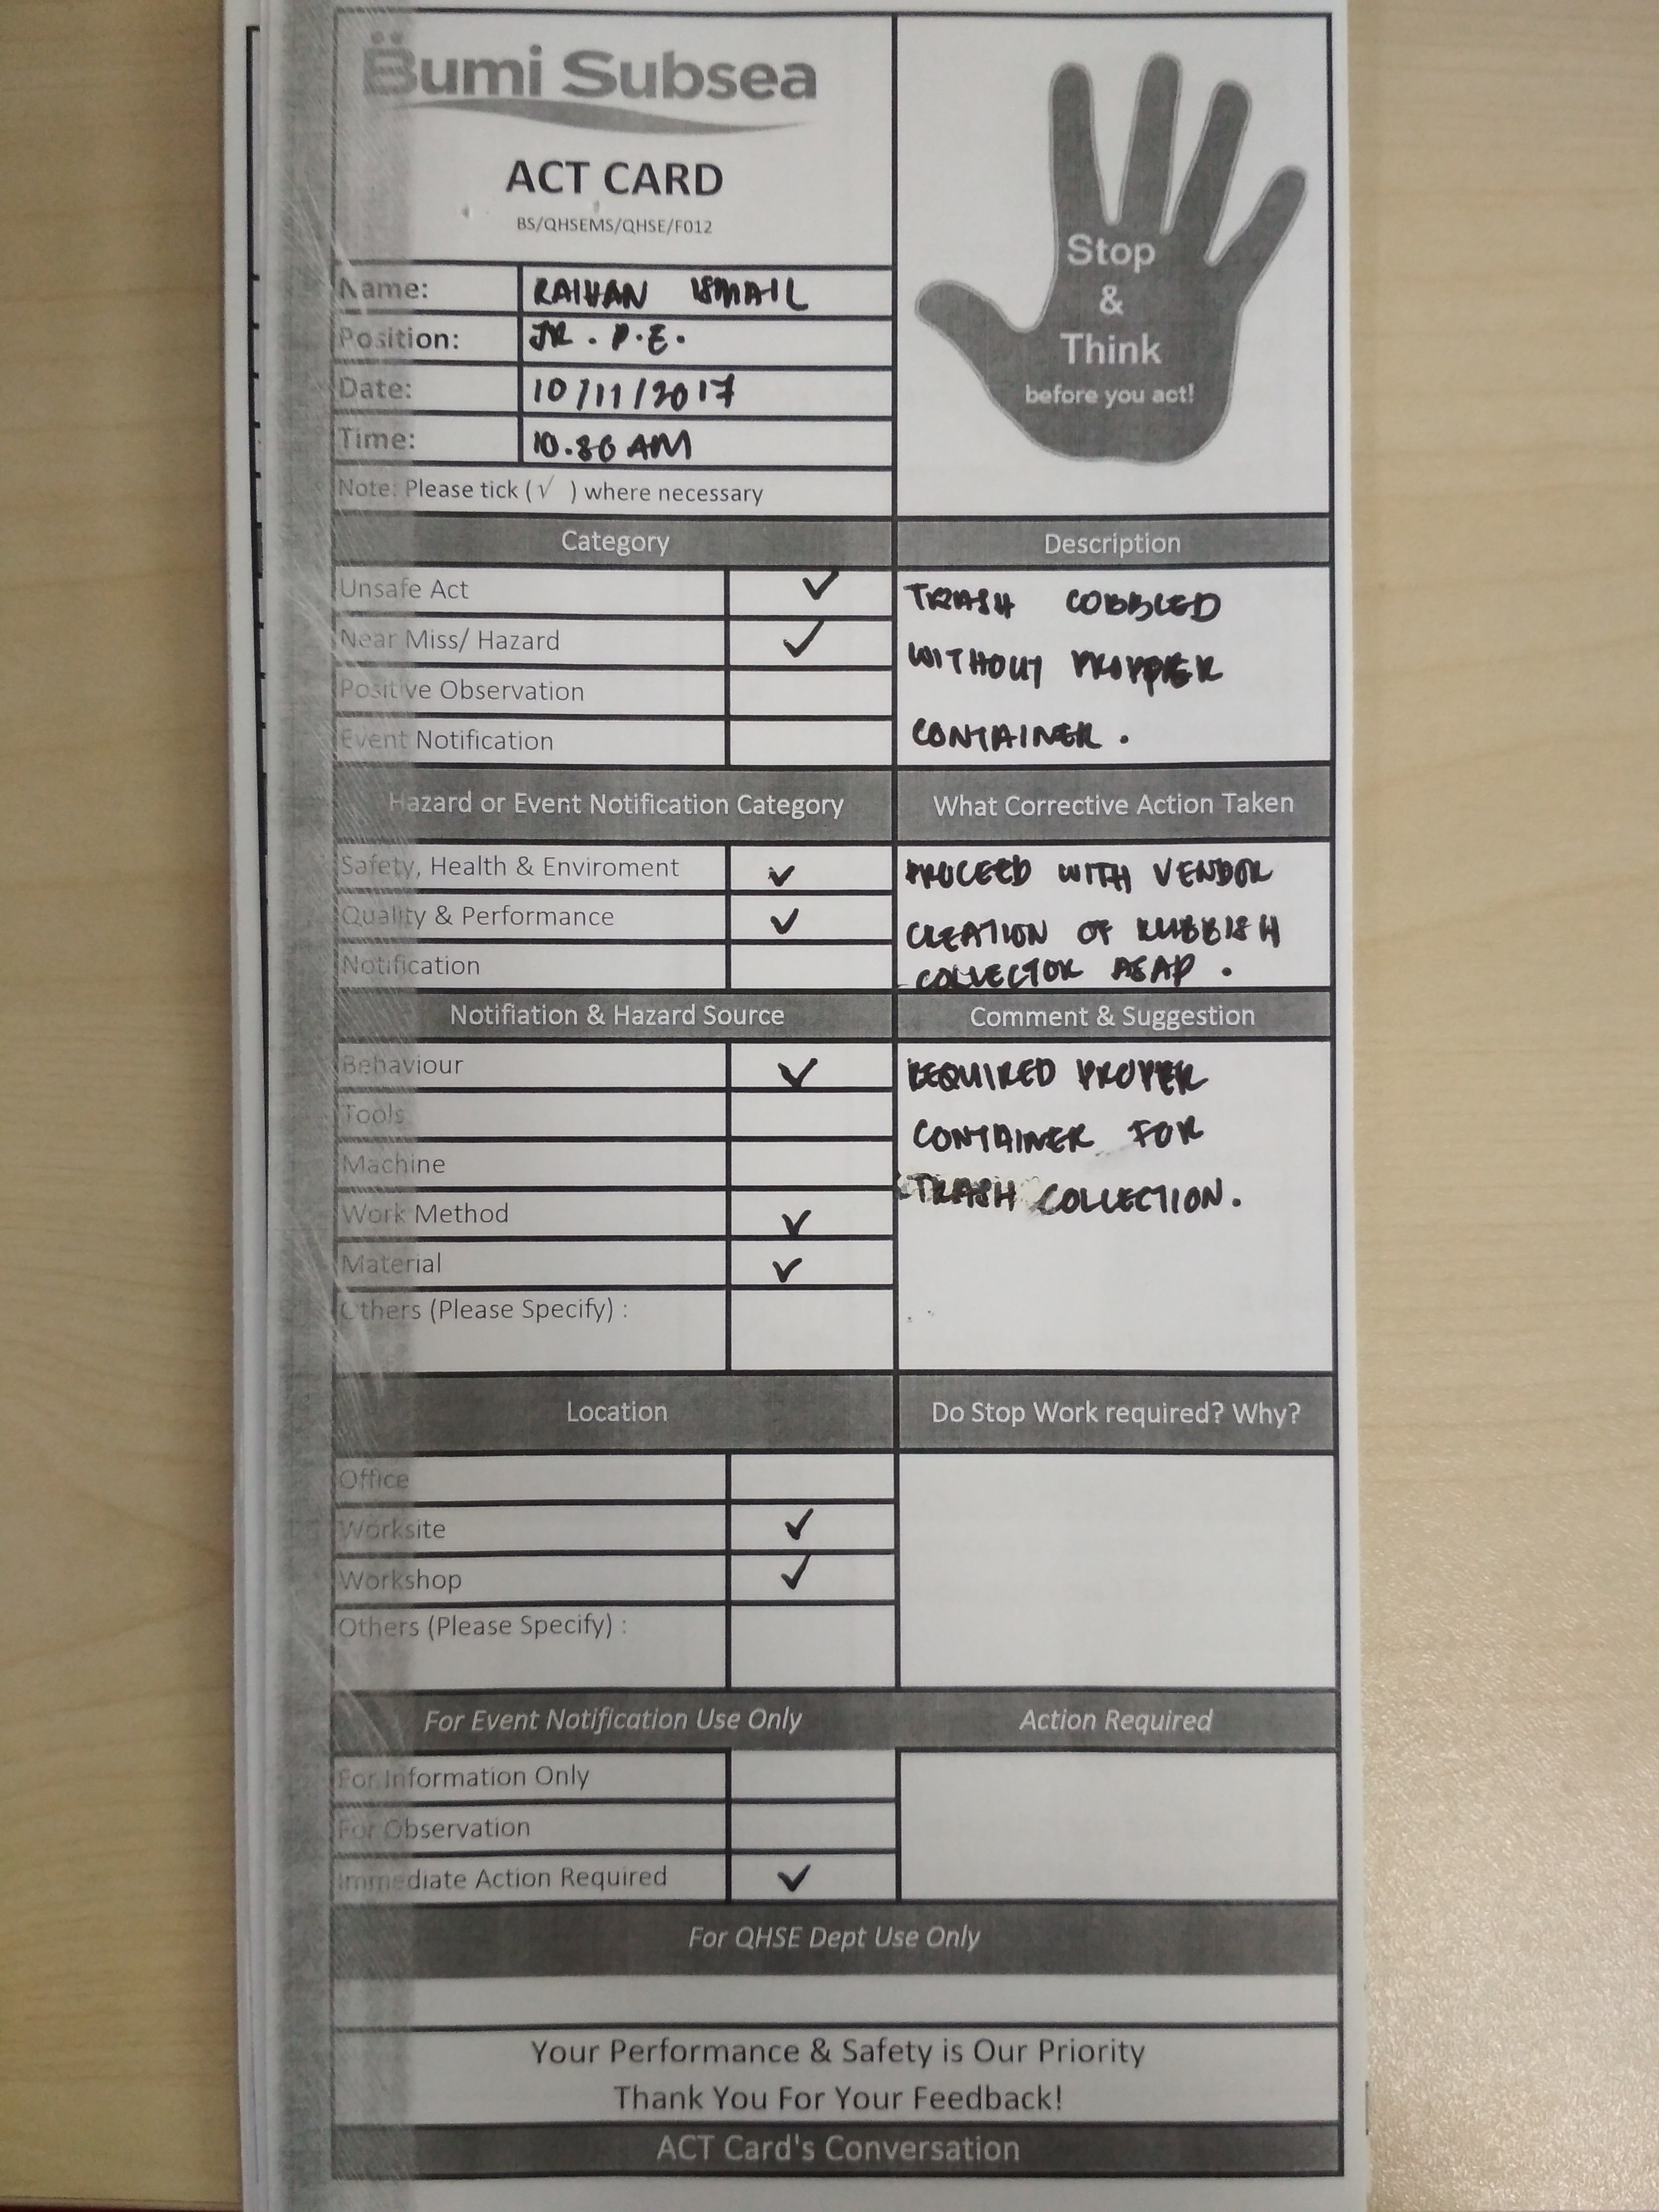 Bumi Subsea
ACT CARD
BS/QHSEMS/QHSE/F012
Name: RAIHAN ISMAIL
Position: JR. P.E.
Date: 10/11/2017
Time: AM
Note: Please tick (√ ) where necessary
Stop
&
Think
before you act!
Category
Unsafe Act ✓
Near Miss/ Hazard ✓
Positive Observation
Event Notification
Description
TRASH COBBLED
WITHOUT PROPPER
CONTAINER.
Hazard or Event Notification Category
Safety, Health & Enviroment ✓
Quality & Performance ✓
Notification
What Corrective Action Taken
PROCEED WITH VENDOR
CREATION OF RUBBISH
COLLECTOR ASAP.
Notifiation & Hazard Source
Behaviour ✓
Tools
Machine
Work Method ✓
Material ✓
Others (Please Specify) :
Comment & Suggestion
REQUIRED PROPER
CONTAINER FOR
TRASH COLLECTION.
Location
Office
Worksite ✓
Workshop ✓
Others (Please Specify) :
Do Stop Work required? Why?
For Event Notification Use Only
For Information Only
For Observation
Immediate Action Required ✓
Action Required
For QHSE Dept Use Only
Your Performance & Safety is Our Priority
Thank You For Your Feedback!
ACT Card's Conversation